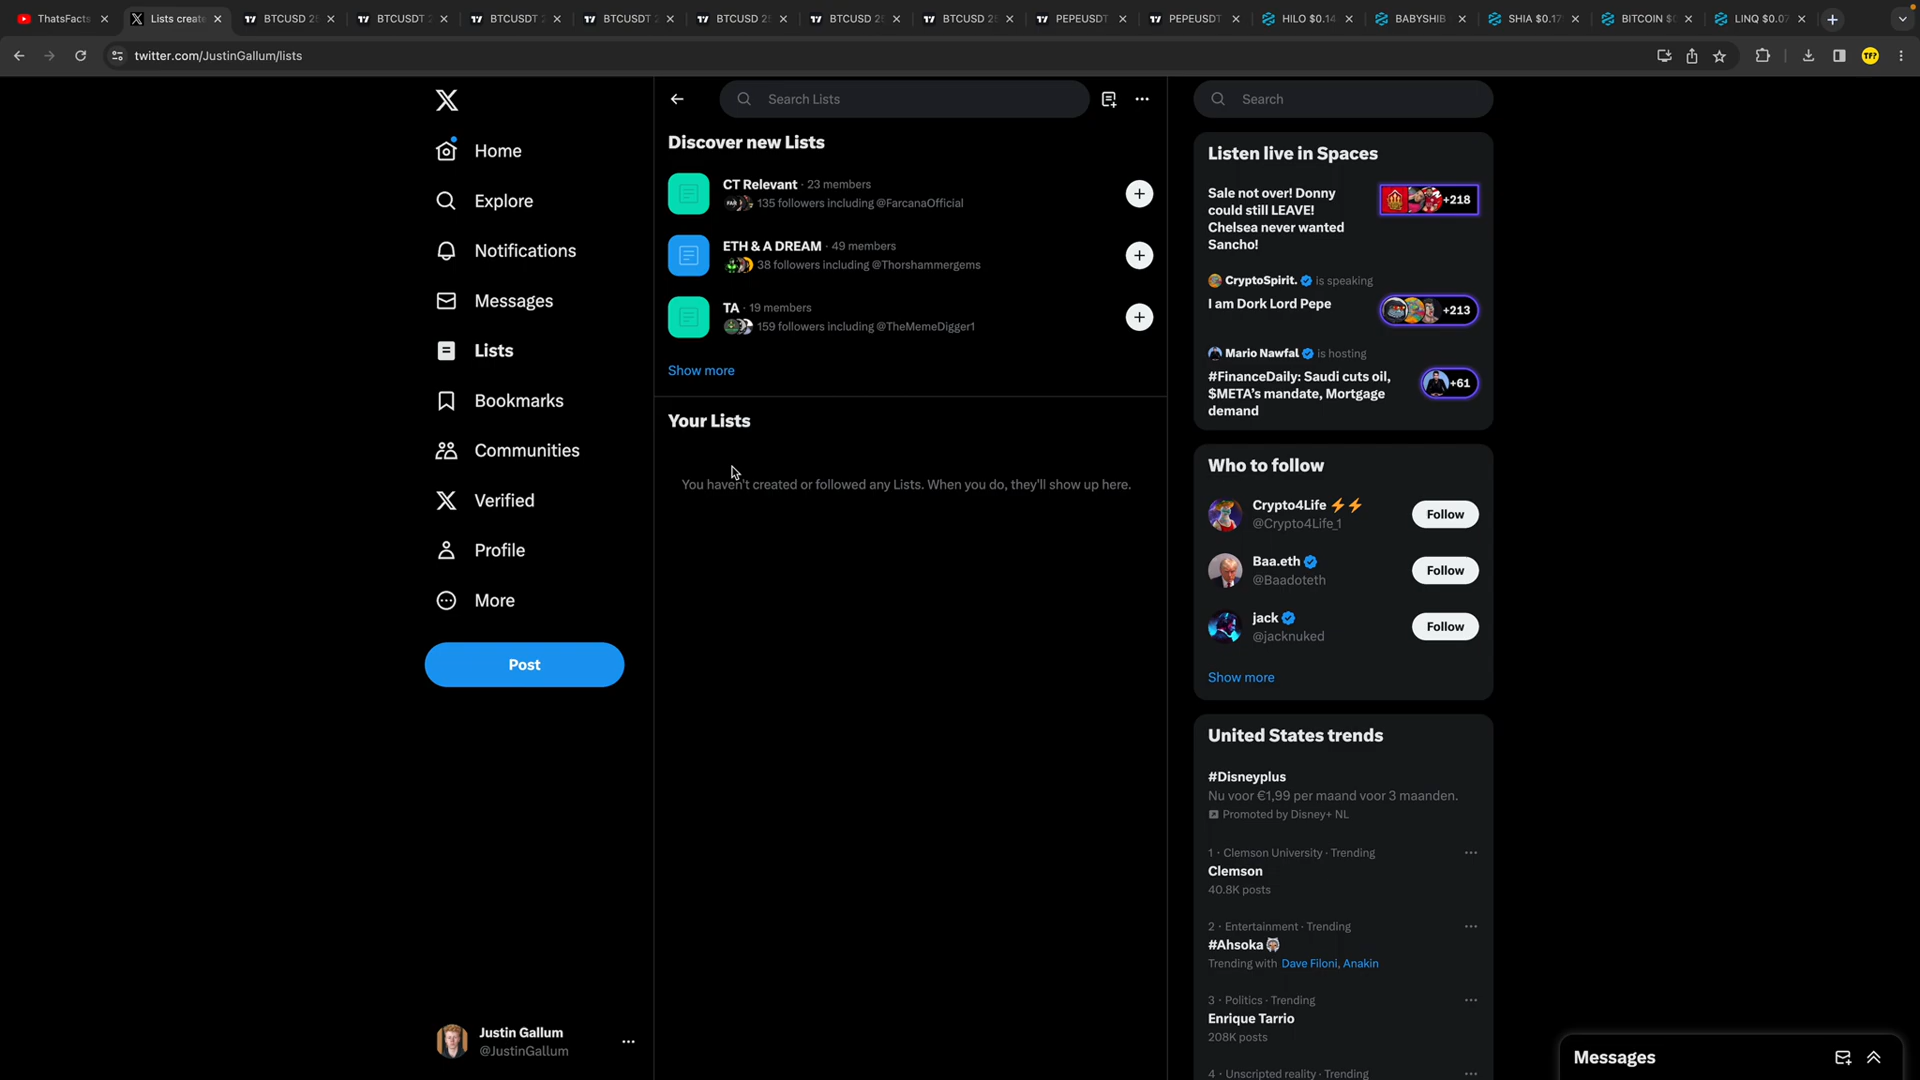 ThatsFacts
Lists create
BTCUSD 25
BTCUSDT 2
BTCUSDT 2
BTCUSDT 2
BTCUSD 25
BTCUSD 25
BTCUSD 25
PEPEUSDT
PEPEUSDT
HILO $0.14
BABYSHIB
SHIA $0.17
BITCOIN $0
LINQ $0.07
twitter.com/JustinGallum/lists
TF?
Home
Explore
Notifications
Messages
Lists
Bookmarks
Communities
Verified
Profile
More
Post
Justin Gallum
@JustinGallum
Search Lists
Discover new Lists
CT Relevant · 23 members
135 followers including @FarcanaOfficial
ETH & A DREAM · 49 members
38 followers including @Thorshammergems
TA · 19 members
159 followers including @TheMemeDigger1
Show more
Your Lists
You haven't created or followed any Lists. When you do, they'll show up here.
Search
Listen live in Spaces
Sale not over! Donny
could still LEAVE!
Chelsea never wanted
Sancho!
+218
CryptoSpirit. is speaking
I am Dork Lord Pepe
+213
Mario Nawfal is hosting
#FinanceDaily: Saudi cuts oil,
$META's mandate, Mortgage
demand
+61
Who to follow
Crypto4Life ⚡⚡
@Crypto4Life_1
Follow
Baa.eth
@Baadoteth
Follow
jack
@jacknuked
Follow
Show more
United States trends
#Disneyplus
Nu voor €1,99 per maand voor 3 maanden.
Promoted by Disney+ NL
1 · Clemson University · Trending
Clemson
40.8K posts
2 · Entertainment · Trending
#Ahsoka
Trending with Dave Filoni, Anakin
3 · Politics · Trending
Enrique Tarrio
208K posts
4 · Unscripted reality · Trending
Messages